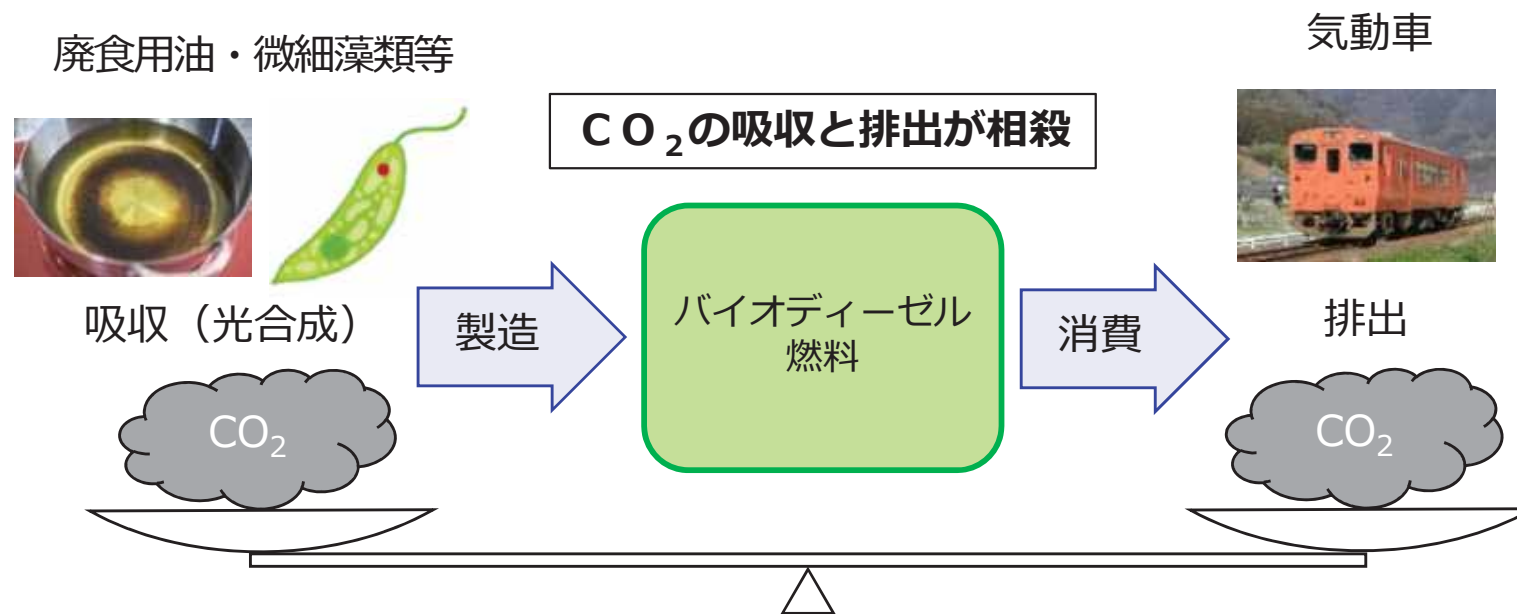 廃食用油・微細藻類等
気動車
ＣＯ₂の吸収と排出が相殺
吸収（光合成）
製造
バイオディーゼル
燃料
消費
排出
CO₂
CO₂